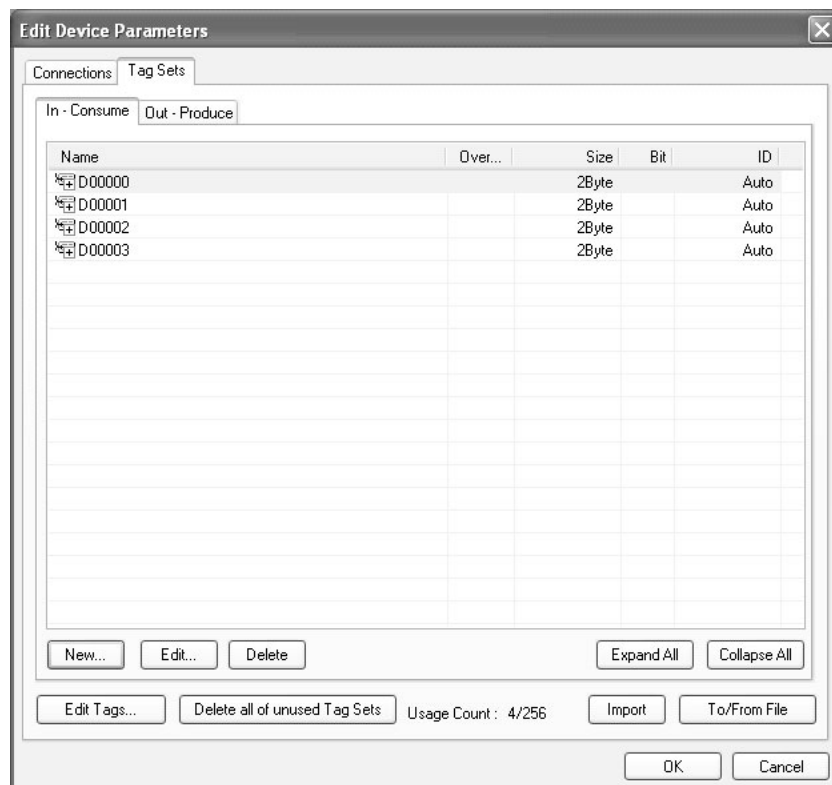 Edit Device Parameters
Connections Tag Sets
In - Consume Out - Produce
Name Over... Size Bit ID
D00000 2Byte Auto
D00001 2Byte Auto
D00002 2Byte Auto
D00003 2Byte Auto
New... Edit... Delete Expand All Collapse All
Edit Tags... Delete all of unused Tag Sets Usage Count : 4/256 Import To/From File
OK Cancel